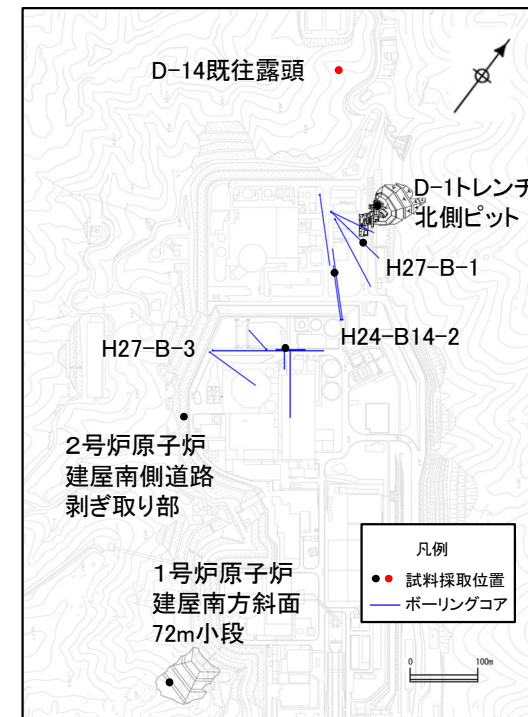 D-14既往露頭
D-1トレンチ
北側ピット
H27-B-1
H24-B14-2
H27-B-3
2号炉原子炉
建屋南側道路
剥ぎ取り部
1号炉原子炉
建屋南方斜面
72m小段
凡例
試料採取位置
ボーリングコア
0 100m